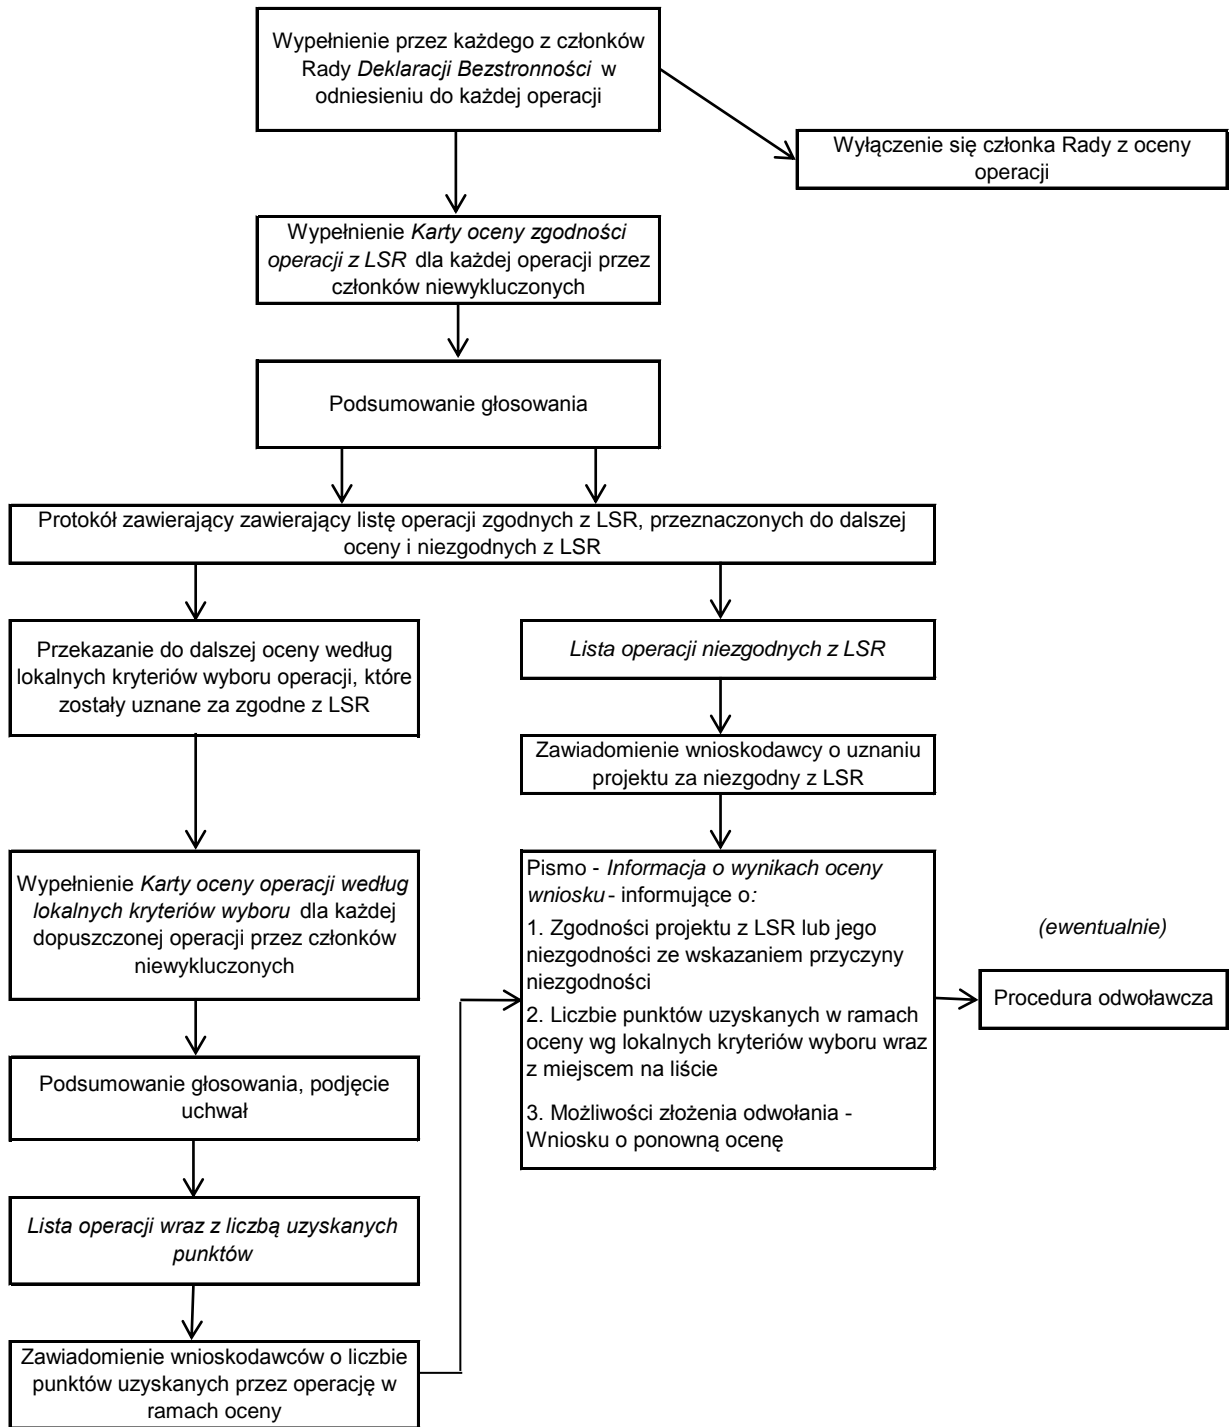 Wypełnienie przez każdego z członków
Rady Deklaracji Bezstronności w
odniesieniu do każdej operacji
Wyłączenie się członka Rady z oceny
operacji
Wypełnienie Karty oceny zgodności
operacji z LSR dla każdej operacji przez
członków niewykluczonych
Podsumowanie głosowania
Protokół zawierający zawierający listę operacji zgodnych z LSR, przeznaczonych do dalszej
oceny i niezgodnych z LSR
Przekazanie do dalszej oceny według
lokalnych kryteriów wyboru operacji, które
zostały uznane za zgodne z LSR
Lista operacji niezgodnych z LSR
Zawiadomienie wnioskodawcy o uznaniu
projektu za niezgodny z LSR
Wypełnienie Karty oceny operacji według
lokalnych kryteriów wyboru dla każdej
dopuszczonej operacji przez członków
niewykluczonych
Pismo - Informacja o wynikach oceny
wniosku - informujące o:
1. Zgodności projektu z LSR lub jego
niezgodności ze wskazaniem przyczyny
niezgodności
2. Liczbie punktów uzyskanych w ramach
oceny wg lokalnych kryteriów wyboru wraz
z miejscem na liście
3. Możliwości złożenia odwołania -
Wniosku o ponowną ocenę
(ewentualnie)
Procedura odwoławcza
Podsumowanie głosowania, podjęcie
uchwał
Lista operacji wraz z liczbą uzyskanych
punktów
Zawiadomienie wnioskodawców o liczbie
punktów uzyskanych przez operację w
ramach oceny